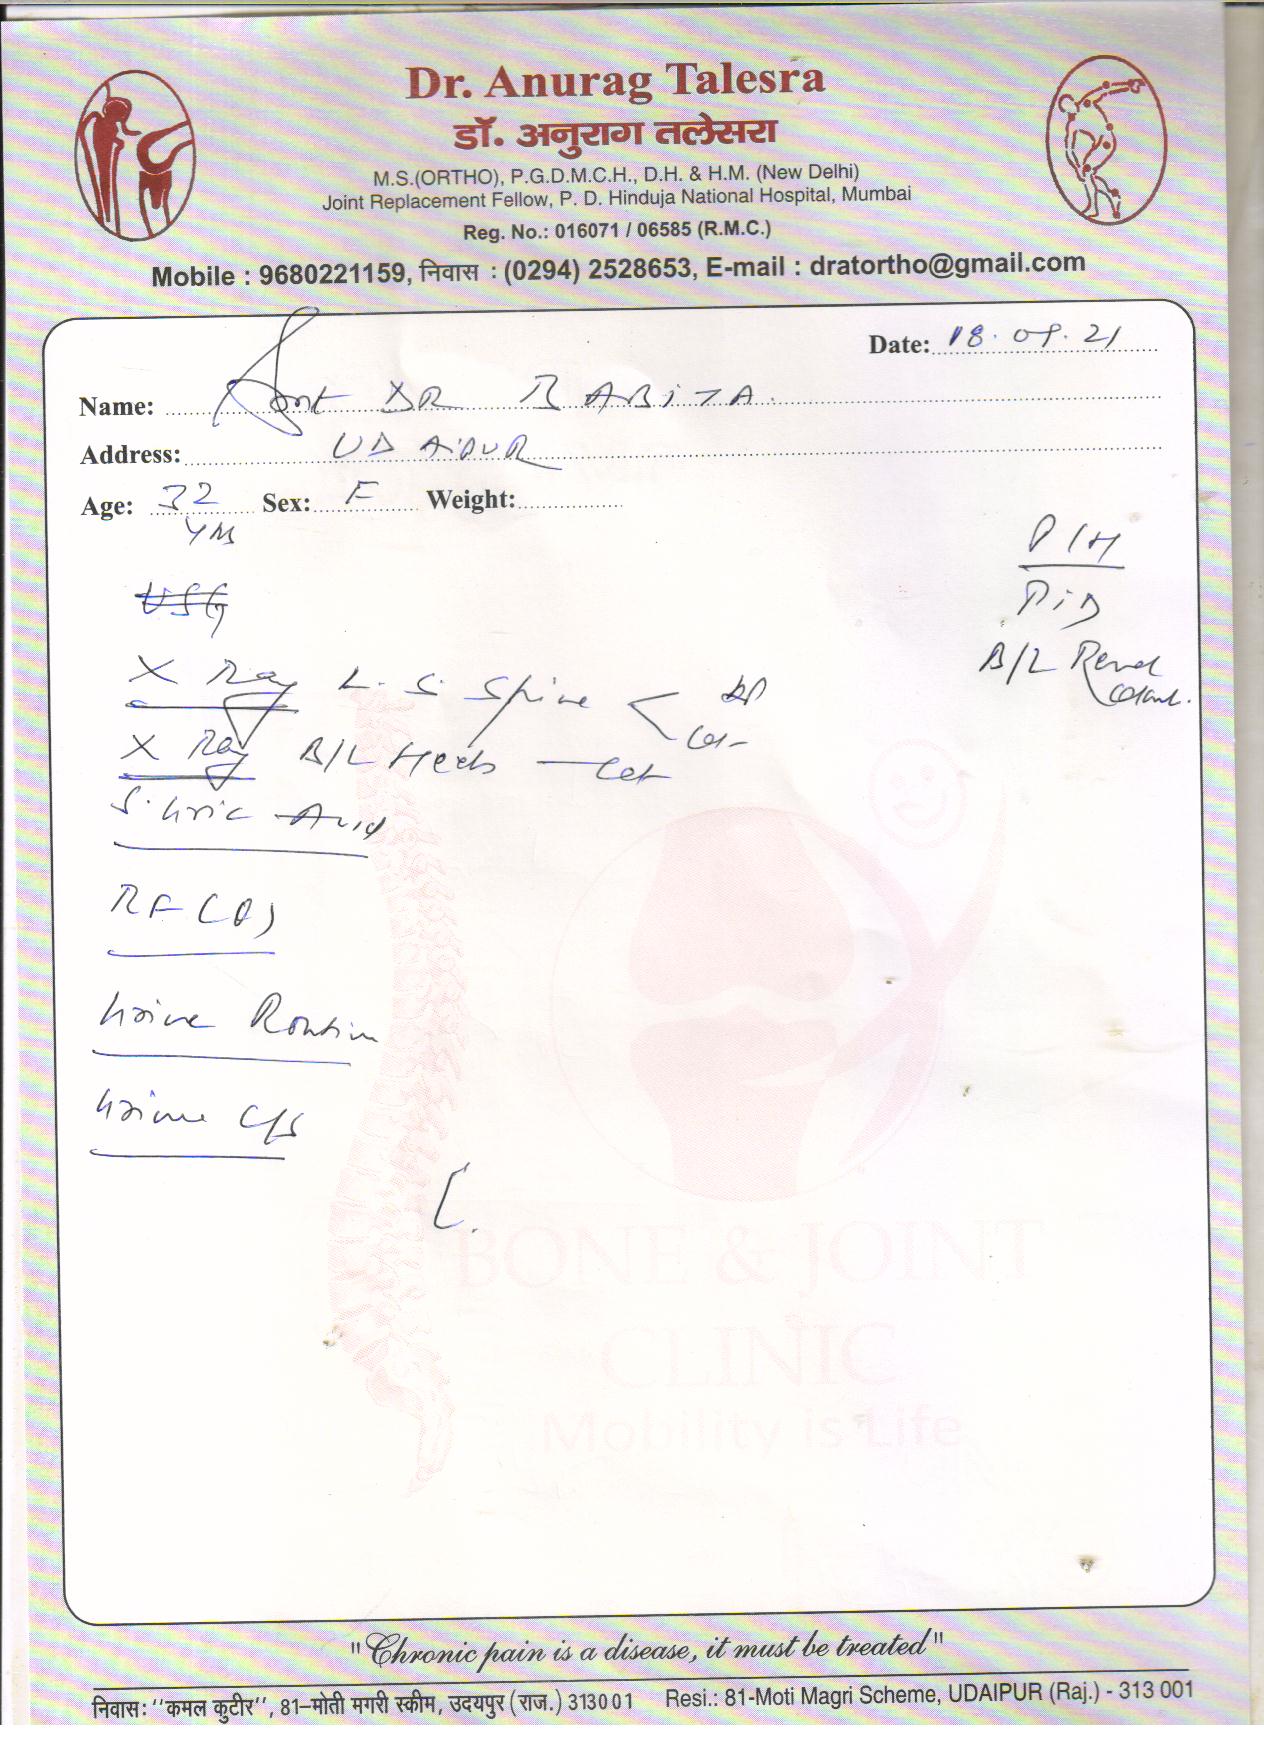 Dr. Anurag Talesra
डॉ. अनुराग तलेसरा
M.S.(ORTHO), P.G.D.M.C.H., D.H. & H.M. (New Delhi)
Joint Replacement Fellow, P. D. Hinduja National Hospital, Mumbai
Reg. No.: 016071 / 06585 (R.M.C.)
Mobile : 9680221159, निवास : (0294) 2528653, E-mail : dratortho@gmail.com
Date: 18.09.21
Name: Smt DR BABITA
Address: UDAIPUR
Age: 32 Sex: F Weight:
P/H
PID
B/L Renal
USG
X Ray L.S. Spine
X Ray B/L Heels
S. Uric Acid
RF (Q)
Urine Routine
Urine C/S
BONE & JOINT
CLINIC
Mobility is Life
"Chronic pain is a disease, it must be treated"
निवास: ''कमल कुटीर'', 81–मोती मगरी स्कीम, उदयपुर (राज.) 313001 Resi.: 81-Moti Magri Scheme, UDAIPUR (Raj.) - 313 001